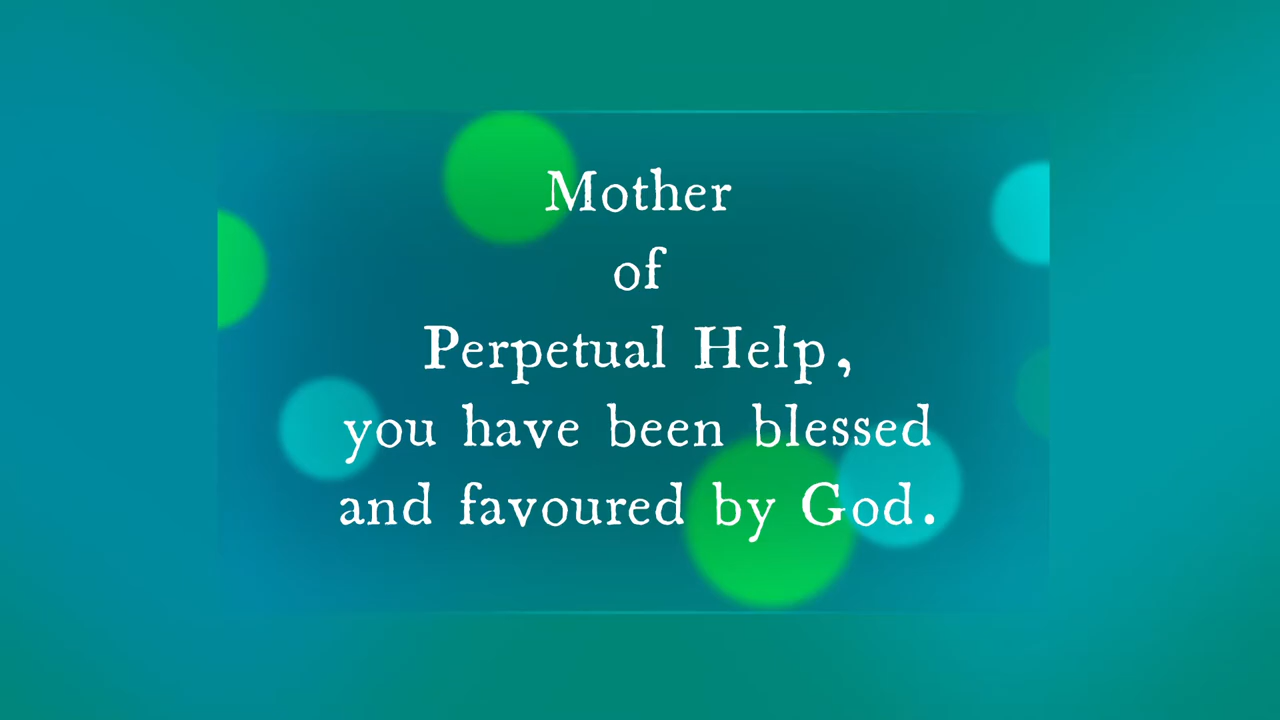 Mother
of
Perpetual Help,
you have been blessed
and favoured by God.